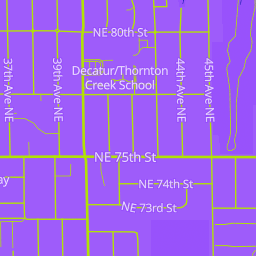 NE 80th St
37th Ave NE
39th Ave NE
Decatur/Thornton
Creek School
44th Ave NE
45th Ave NE
NE 75th St
NE 74th St
NE 73rd St